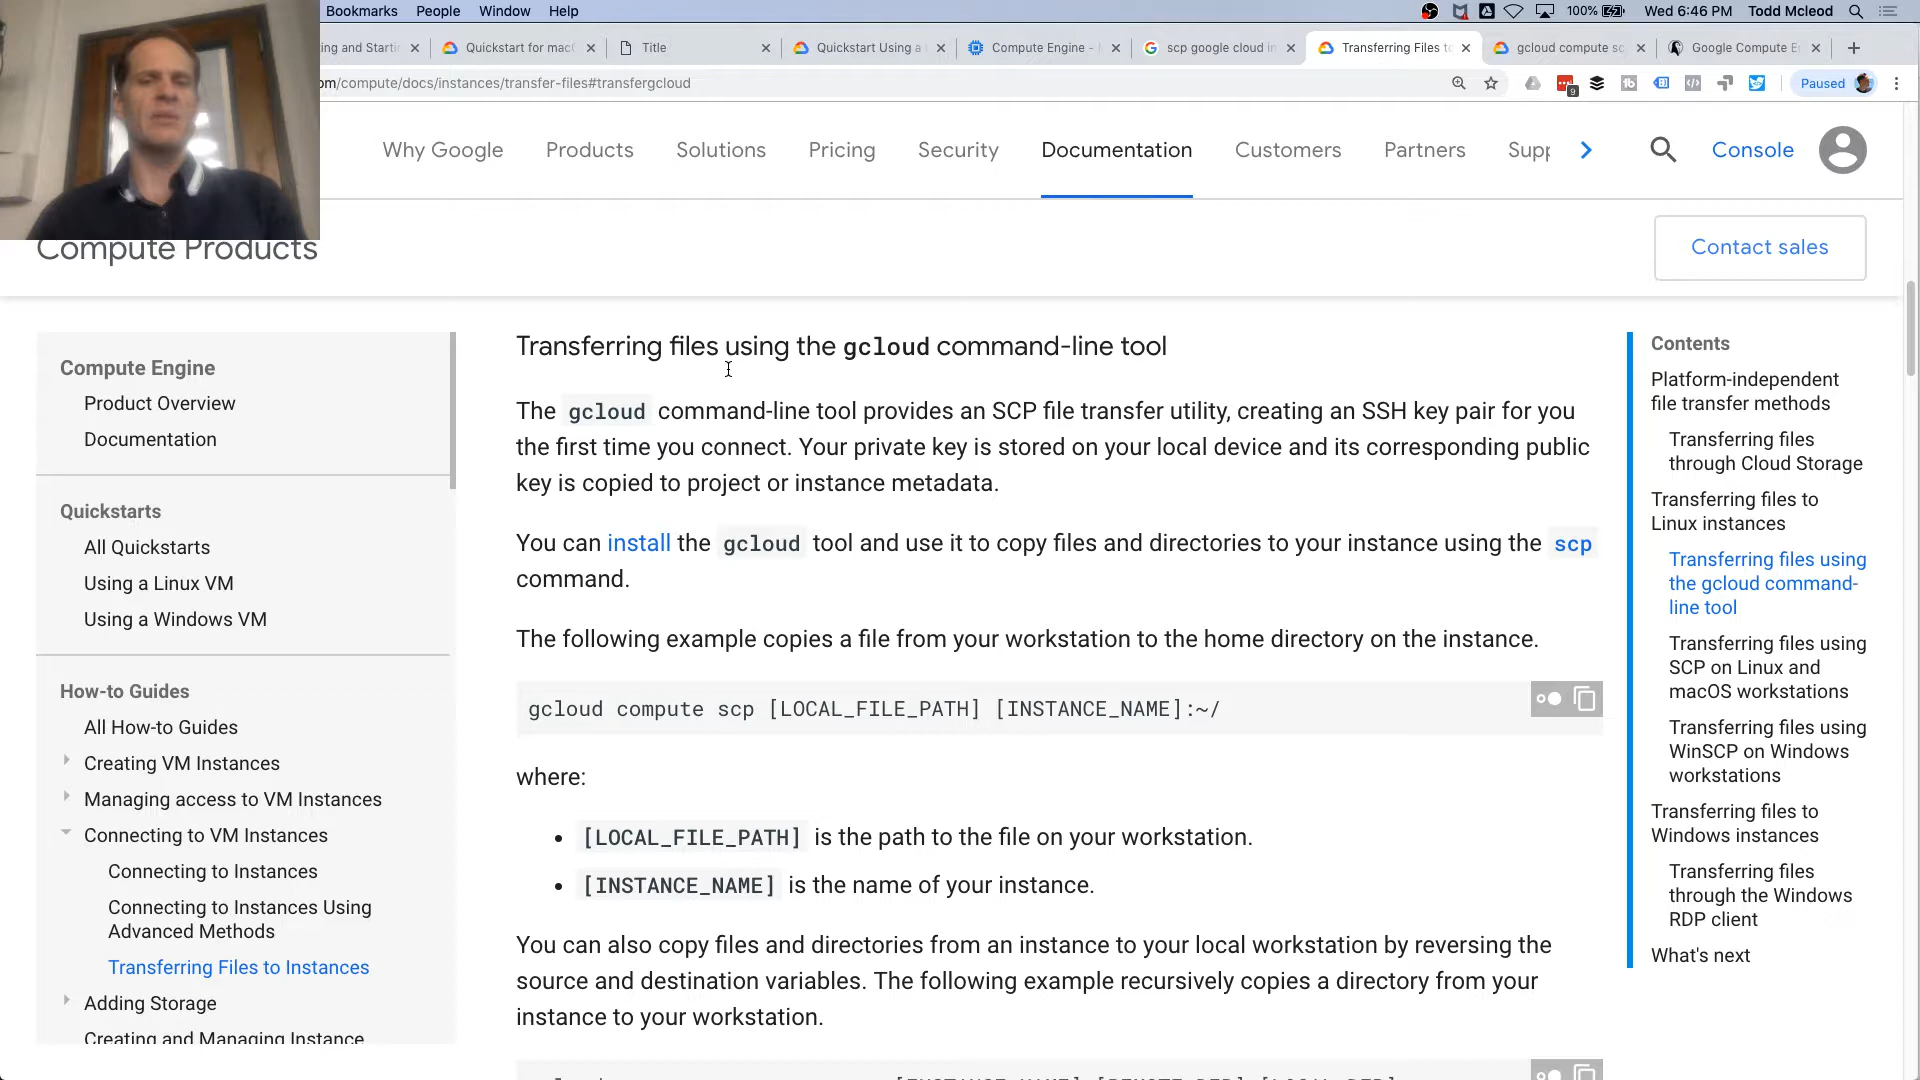 Bookmarks People Window Help 100% Wed 6:46 PM Todd Mcleod
ing and Starti Quickstart for mac Title Quickstart Using a Compute Engine - scp google cloud in Transferring Files to gcloud compute sc Google Compute E
om/compute/docs/instances/transfer-files#transfergcloud 9 Paused
Why Google Products Solutions Pricing Security Documentation Customers Partners Supp Console
Compute Products
Contact sales
Compute Engine
Product Overview
Documentation
Quickstarts
All Quickstarts
Using a Linux VM
Using a Windows VM
How-to Guides
All How-to Guides
Creating VM Instances
Managing access to VM Instances
Connecting to VM Instances
Connecting to Instances
Connecting to Instances Using
Advanced Methods
Transferring Files to Instances
Adding Storage
Creating and Managing Instance
Transferring files using the gcloud command-line tool
The gcloud command-line tool provides an SCP file transfer utility, creating an SSH key pair for you
the first time you connect. Your private key is stored on your local device and its corresponding public
key is copied to project or instance metadata.
You can install the gcloud tool and use it to copy files and directories to your instance using the scp
command.
The following example copies a file from your workstation to the home directory on the instance.
gcloud compute scp [LOCAL_FILE_PATH] [INSTANCE_NAME]:~/
where:
• [LOCAL_FILE_PATH] is the path to the file on your workstation.
• [INSTANCE_NAME] is the name of your instance.
You can also copy files and directories from an instance to your local workstation by reversing the
source and destination variables. The following example recursively copies a directory from your
instance to your workstation.
Contents
Platform-independent
file transfer methods
Transferring files
through Cloud Storage
Transferring files to
Linux instances
Transferring files using
the gcloud command-
line tool
Transferring files using
SCP on Linux and
macOS workstations
Transferring files using
WinSCP on Windows
workstations
Transferring files to
Windows instances
Transferring files
through the Windows
RDP client
What's next